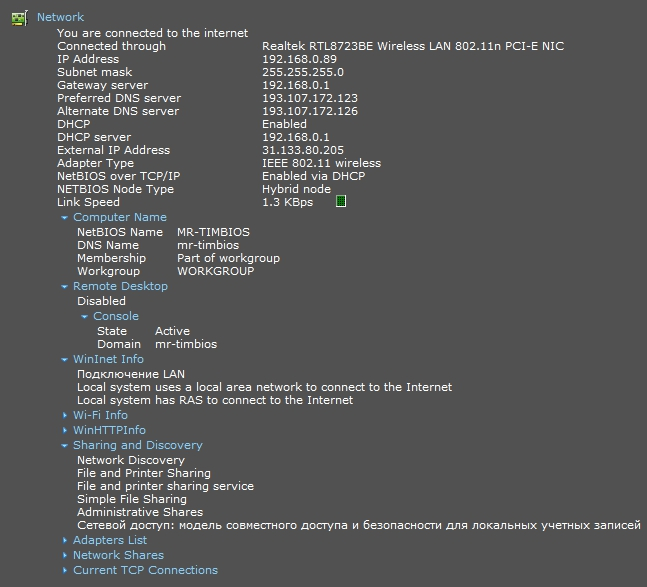 Network
You are connected to the internet
Connected through Realtek RTL8723BE Wireless LAN 802.11n PCI-E NIC
IP Address 192.168.0.89
Subnet mask 255.255.255.0
Gateway server 192.168.0.1
Preferred DNS server 193.107.172.123
Alternate DNS server 193.107.172.126
DHCP Enabled
DHCP server 192.168.0.1
External IP Address 31.133.80.205
Adapter Type IEEE 802.11 wireless
NetBIOS over TCP/IP Enabled via DHCP
NETBIOS Node Type Hybrid node
Link Speed 1.3 KBps
Computer Name
NetBIOS Name MR-TIMBIOS
DNS Name mr-timbios
Membership Part of workgroup
Workgroup WORKGROUP
Remote Desktop
Disabled
Console
State Active
Domain mr-timbios
WinInet Info
Подключение LAN
Local system uses a local area network to connect to the Internet
Local system has RAS to connect to the Internet
Wi-Fi Info
WinHTTPInfo
Sharing and Discovery
Network Discovery
File and Printer Sharing
File and printer sharing service
Simple File Sharing
Administrative Shares
Сетевой доступ: модель совместного доступа и безопасности для локальных учетных записей
Adapters List
Network Shares
Current TCP Connections